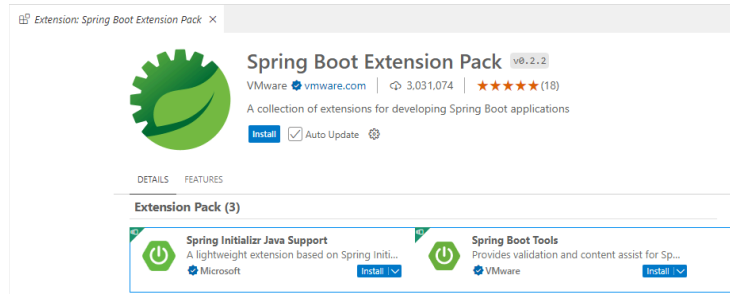 Extension: Spring Boot Extension Pack
Spring Boot Extension Pack v0.2.2
VMware vmware.com 3,031,074 (18)
A collection of extensions for developing Spring Boot applications
Install Auto Update
DETAILS FEATURES
Extension Pack (3)
Spring Initializr Java Support
A lightweight extension based on Spring Initi...
Microsoft Install
Spring Boot Tools
Provides validation and content assist for Sp...
VMware Install